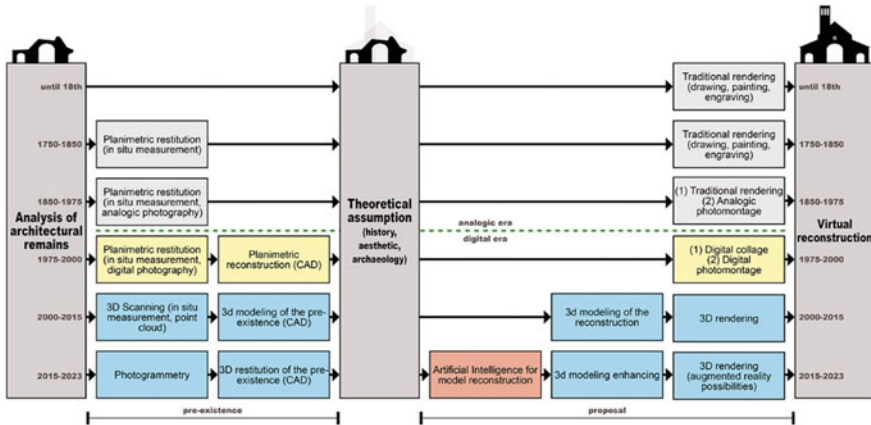 until 18th
Traditional rendering
(drawing, painting,
engraving)
until 18th
1750-1850
Planimetric restitution
(in situ measurement)
Traditional rendering
(drawing, painting,
engraving)
1750-1850
1850-1975
Planimetric restitution
(in situ measurement,
analogic photography)
(1) Traditional rendering
(2) Analogic
photomontage
1850-1975
Analysis of
architectural
remains
Theoretical
assumption
(history,
aesthetic,
archaeology)
analogic era
digital era
Virtual
reconstruction
1975-2000
Planimetric restitution
(in situ measurement,
digital photography)
Planimetric
reconstruction (CAD)
(1) Digital collage
(2) Digital
photomontage
1975-2000
2000-2015
3D Scanning (in situ
measurement, point
cloud)
3d modeling of the
pre-existence (CAD)
3d modeling of the
reconstruction
3D rendering
2000-2015
2015-2023
Photogrammetry
3D restitution of the
pre-existence (CAD)
Artificial Intelligence for
model reconstruction
3d modeling enhancing
3D rendering
(augmented reality
possibilities)
2015-2023
pre-existence
proposal